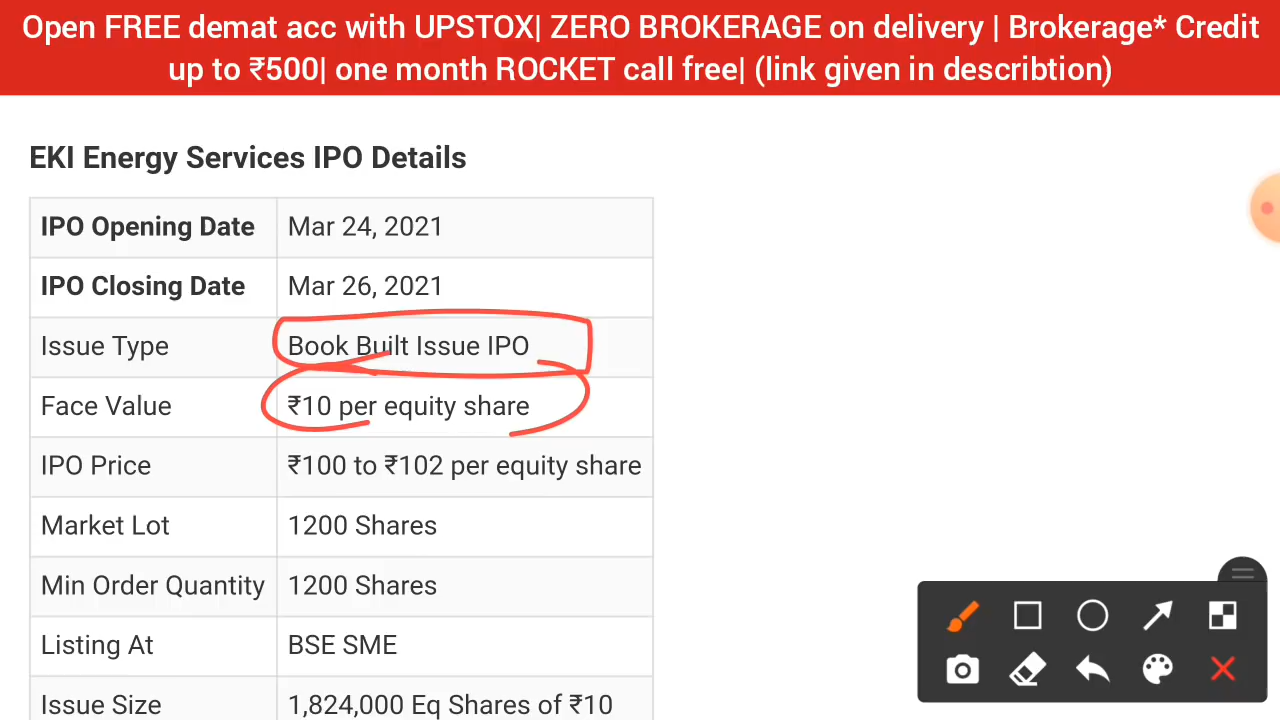 Open FREE demat acc with UPSTOX| ZERO BROKERAGE on delivery | Brokerage* Credit
up to ₹500| one month ROCKET call free| (link given in describtion)
EKI Energy Services IPO Details
IPO Opening Date Mar 24, 2021
IPO Closing Date Mar 26, 2021
Issue Type Book Built Issue IPO
Face Value ₹10 per equity share
IPO Price ₹100 to ₹102 per equity share
Market Lot 1200 Shares
Min Order Quantity 1200 Shares
Listing At BSE SME
Issue Size 1,824,000 Eq Shares of ₹10